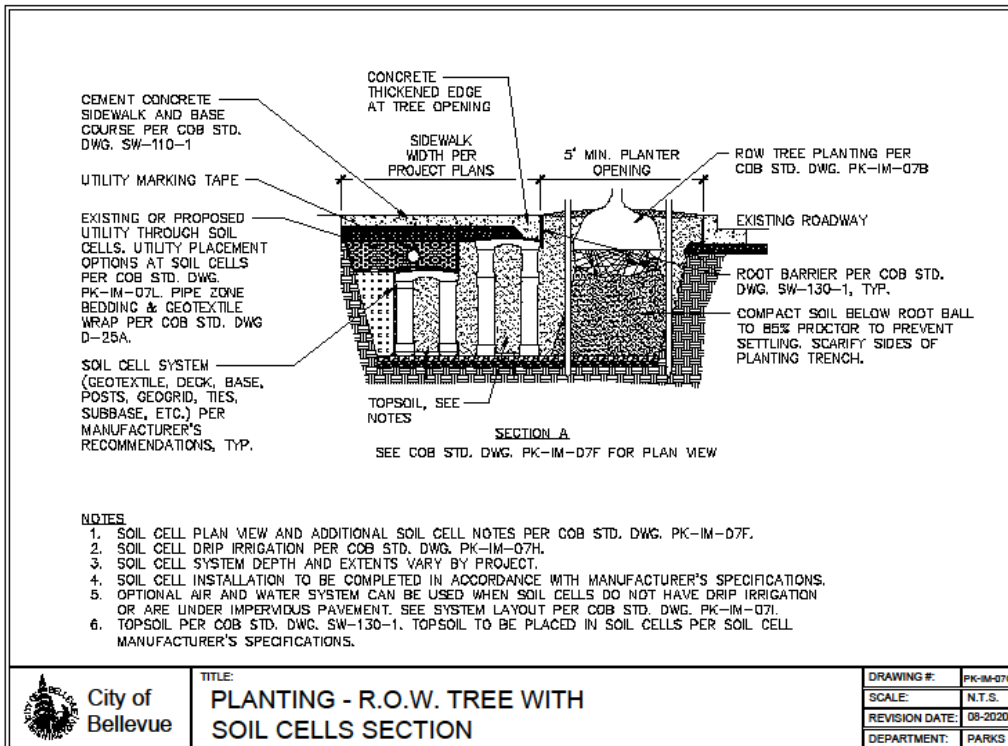 CEMENT CONCRETE
SIDEWALK AND BASE
COURSE PER COB STD.
DWG. SW-110-1
UTILITY MARKING TAPE
EXISTING OR PROPOSED
UTILITY THROUGH SOIL
CELLS. UTILITY PLACEMENT
OPTIONS AT SOIL CELLS
PER COB STD. DWG.
PK-IM-07L. PIPE ZONE
BEDDING & GEOTEXTILE
WRAP PER COB STD. DWG
D-25A.
SOIL CELL SYSTEM
(GEOTEXTILE, DECK, BASE,
POSTS, GEOGRID, TIES,
SUBBASE, ETC.) PER
MANUFACTURER'S
RECOMMENDATIONS, TYP.
CONCRETE
THICKENED EDGE
AT TREE OPENING
SIDEWALK
WIDTH PER
PROJECT PLANS
5' MIN. PLANTER
OPENING
ROW TREE PLANTING PER
COB STD. DWG. PK-IM-07B
EXISTING ROADWAY
ROOT BARRIER PER COB STD.
DWG. SW-130-1, TYP.
COMPACT SOIL BELOW ROOT BALL
TO 85% PROCTOR TO PREVENT
SETTLING. SCARIFY SIDES OF
PLANTING TRENCH.
TOPSOIL, SEE
NOTES
SECTION A
SEE COB STD. DWG. PK-IM-07F FOR PLAN VIEW
NOTES
1. SOIL CELL PLAN VIEW AND ADDITIONAL SOIL CELL NOTES PER COB STD. DWG. PK-IM-07F.
2. SOIL CELL DRIP IRRIGATION PER COB STD. DWG. PK-IM-07H.
3. SOIL CELL SYSTEM DEPTH AND EXTENTS VARY BY PROJECT.
4. SOIL CELL INSTALLATION TO BE COMPLETED IN ACCORDANCE WITH MANUFACTURER'S SPECIFICATIONS.
5. OPTIONAL AIR AND WATER SYSTEM CAN BE USED WHEN SOIL CELLS DO NOT HAVE DRIP IRRIGATION
OR ARE UNDER IMPERVIOUS PAVEMENT. SEE SYSTEM LAYOUT PER COB STD. DWG. PK-IM-07I.
6. TOPSOIL PER COB STD. DWG. SW-130-1. TOPSOIL TO BE PLACED IN SOIL CELLS PER SOIL CELL
MANUFACTURER'S SPECIFICATIONS.
City of
Bellevue
TITLE:
PLANTING - R.O.W. TREE WITH
SOIL CELLS SECTION
DRAWING #:
SCALE: N.T.S.
REVISION DATE: 08-2020
DEPARTMENT: PARKS